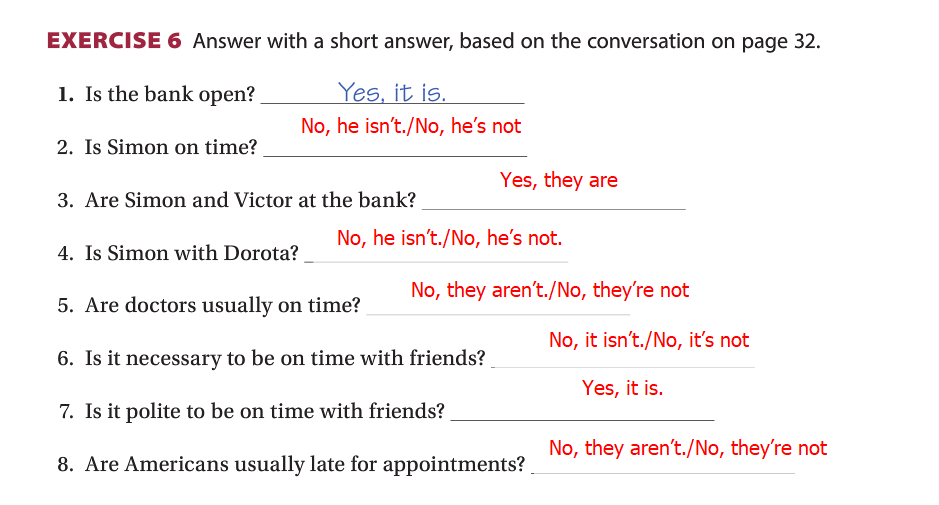 EXERCISE 6 Answer with a short answer, based on the conversation on page 32.
1. Is the bank open? Yes, it is.
No, he isn't./No, he's not
2. Is Simon on time?
Yes, they are
3. Are Simon and Victor at the bank?
No, he isn't./No, he's not.
4. Is Simon with Dorota?
No, they aren't./No, they're not
5. Are doctors usually on time?
No, it isn't./No, it's not
6. Is it necessary to be on time with friends?
Yes, it is.
7. Is it polite to be on time with friends?
No, they aren't./No, they're not
8. Are Americans usually late for appointments?